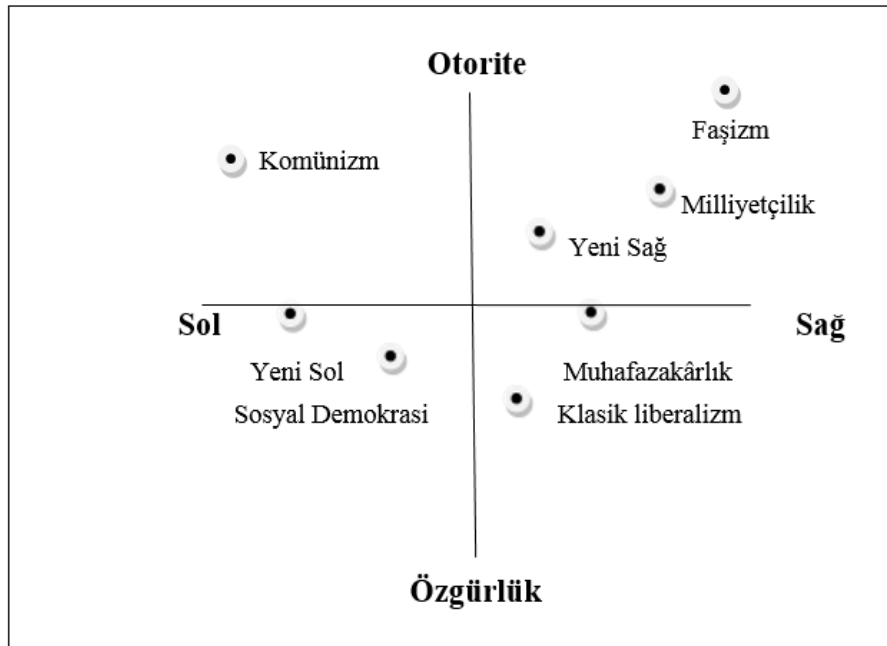 Otorite
Faşizm
Komünizm
Milliyetçilik
Yeni Sağ
Sol
Sağ
Yeni Sol
Muhafazakârlık
Sosyal Demokrasi
Klasik liberalizm
Özgürlük